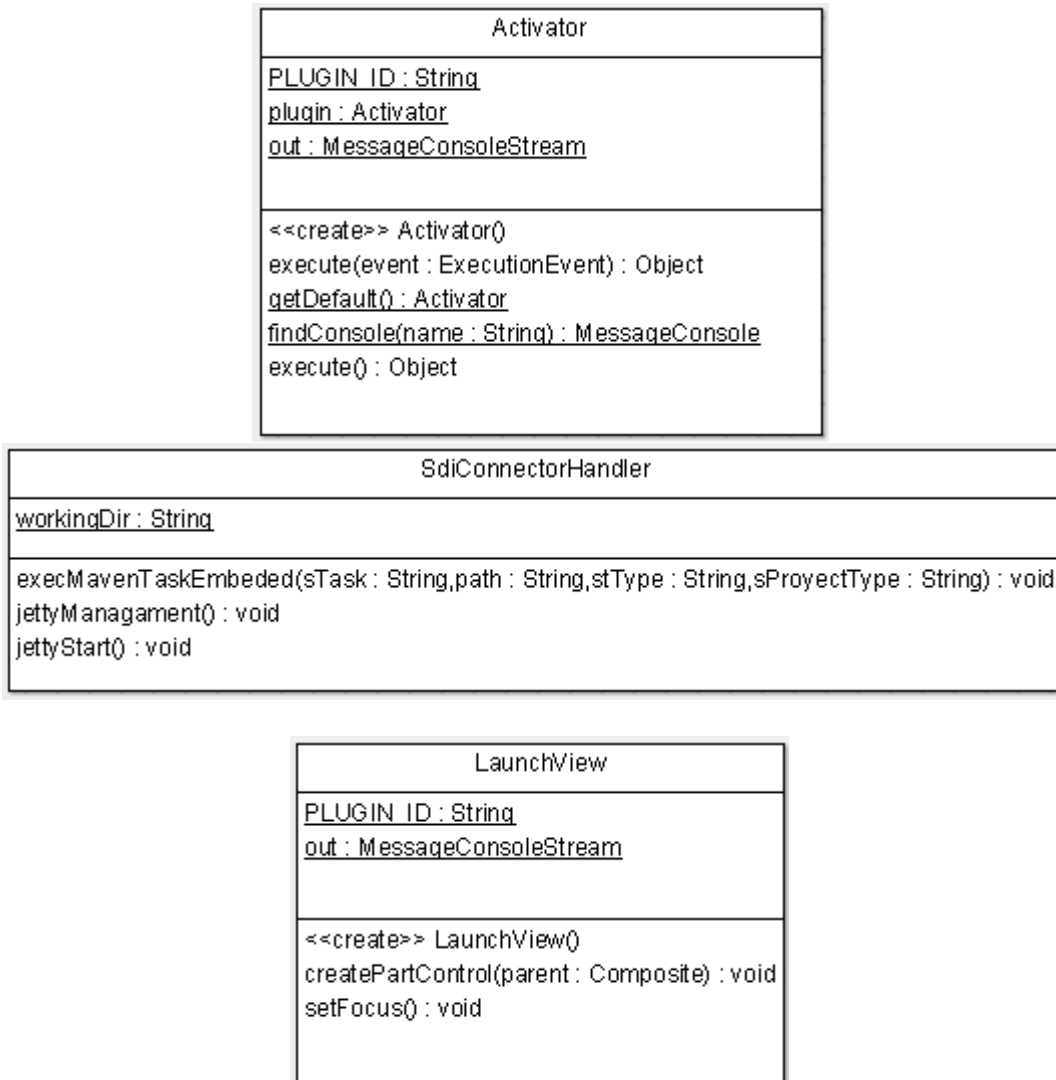 Activator
PLUGIN_ID : String
plugin : Activator
out : MessageConsoleStream
<<create>> Activator()
execute(event : ExecutionEvent) : Object
getDefault() : Activator
findConsole(name : String) : MessageConsole
execute() : Object
SdiConnectorHandler
workingDir : String
execMavenTaskEmbeded(sTask : String,path : String,stType : String,sProyectType : String) : void
jettyManagament() : void
jettyStart() : void
LaunchView
PLUGIN_ID : String
out : MessageConsoleStream
<<create>> LaunchView()
createPartControl(parent : Composite) : void
setFocus() : void